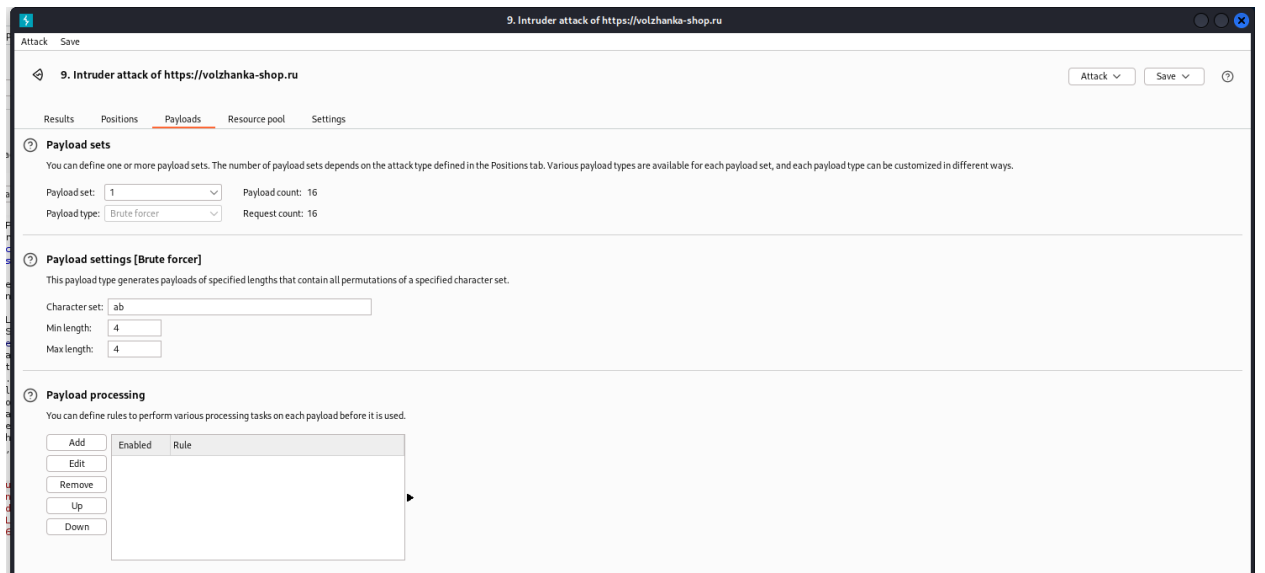 9. Intruder attack of https://volzhanka-shop.ru
Attack Save
9. Intruder attack of https://volzhanka-shop.ru
Attack Save
Results Positions Payloads Resource pool Settings
Payload sets
You can define one or more payload sets. The number of payload sets depends on the attack type defined in the Positions tab. Various payload types are available for each payload set, and each payload type can be customized in different ways.
Payload set: 1 Payload count: 16
Payload type: Brute forcer Request count: 16
Payload settings [Brute forcer]
This payload type generates payloads of specified lengths that contain all permutations of a specified character set.
Character set: ab
Min length: 4
Max length: 4
Payload processing
You can define rules to perform various processing tasks on each payload before it is used.
Add Enabled Rule
Edit
Remove
Up
Down